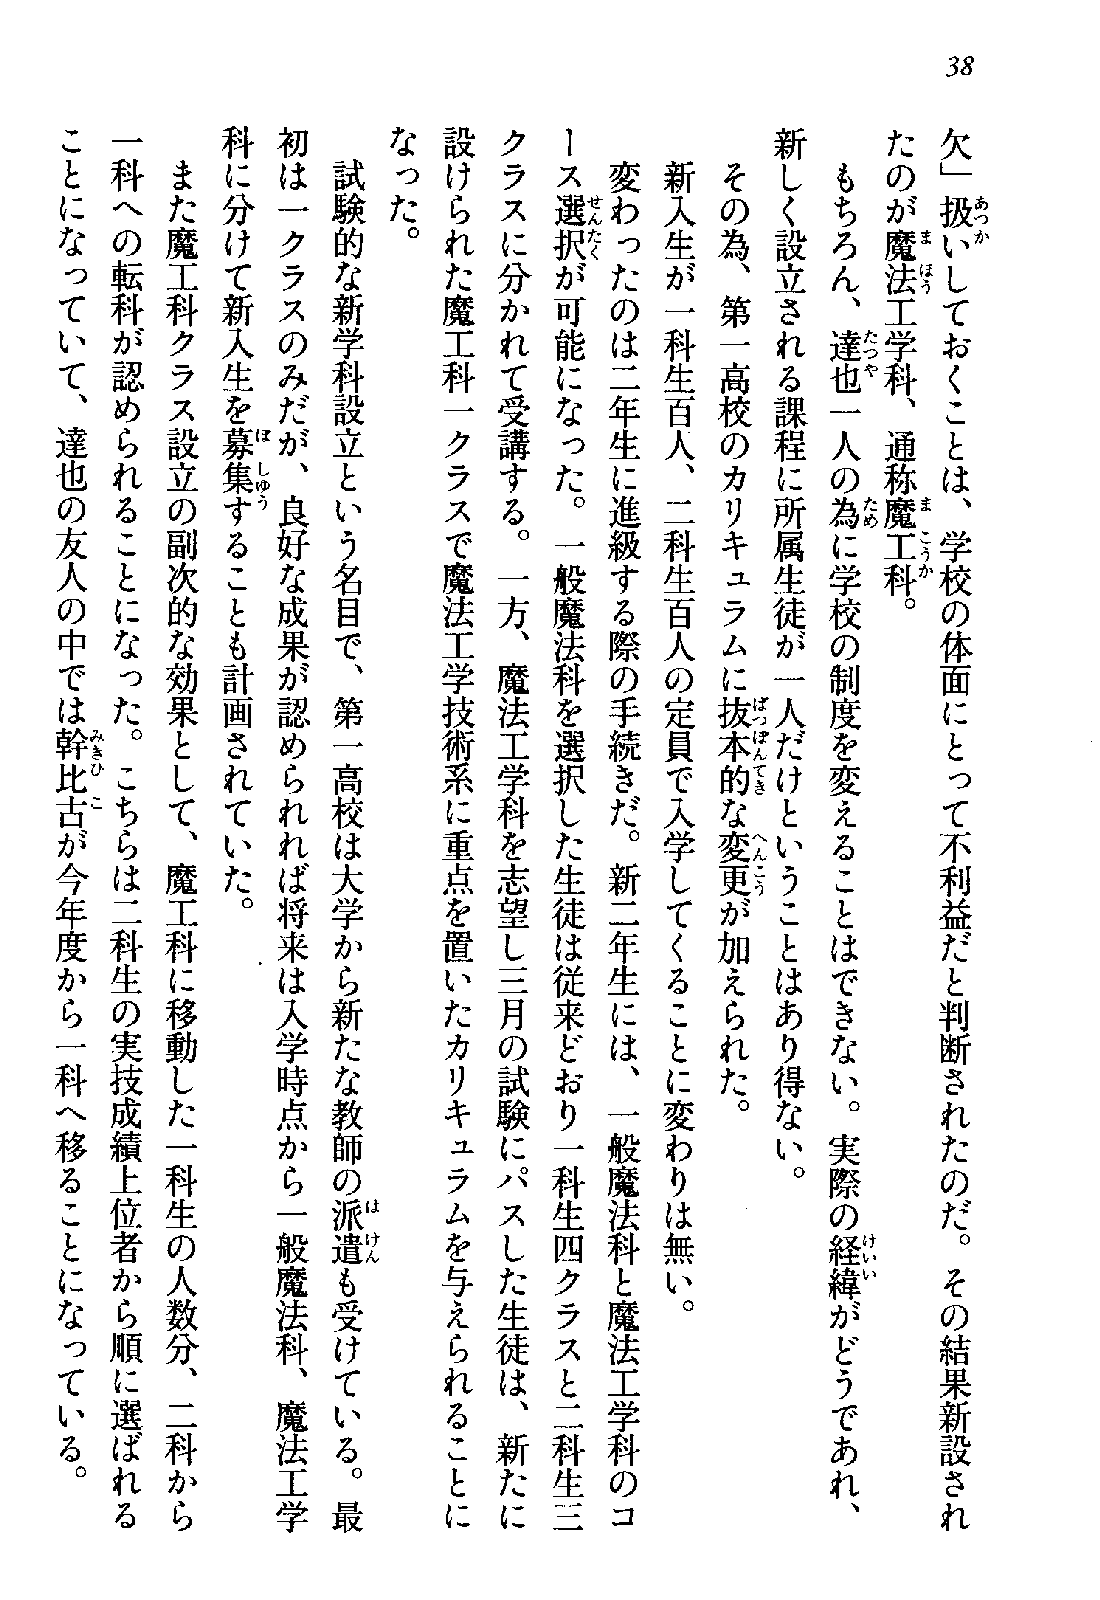 38
欠」扱いしておくことは、学校の体面にとって不利益だと判断されたのだ。その結果新設され
たのが魔法工学科、通称魔工科。
もちろん、達也一人の為に学校の制度を変えることはできない。実際の経緯がどうであれ、
新しく設立される課程に所属生徒が一人だけということはあり得ない。
その為、第一高校のカリキュラムに抜本的な変更が加えられた。
新入生が一科生百人、二科生百人の定員で入学してくることに変わりは無い。
変わったのは二年生に進級する際の手続きだ。新二年生には、一般魔法科と魔法工学科のコ
ース選択が可能になった。一般魔法科を選択した生徒は従来どおり一科生四クラスと二科生三
クラスに分かれて受講する。一方、魔法工学科を志望し三月の試験にパスした生徒は、新たに
設けられた魔工科一クラスで魔法工学技術系に重点を置いたカリキュラムを与えられることに
なった。
試験的な新学科設立という名目で、第一高校は大学から新たな教師の派遣も受けている。最
初は一クラスのみだが、良好な成果が認められれば将来は入学時点から一般魔法科、魔法工学
科に分けて新入生を募集することも計画されていた。
また魔工科クラス設立の副次的な効果として、魔工科に移動した一科生の人数分、二科から
一科への転科が認められることになった。こちらは二科生の実技成績上位者から順に選ばれる
ことになっていて、達也の友人の中では幹比古が今年度から一科へ移ることになっている。